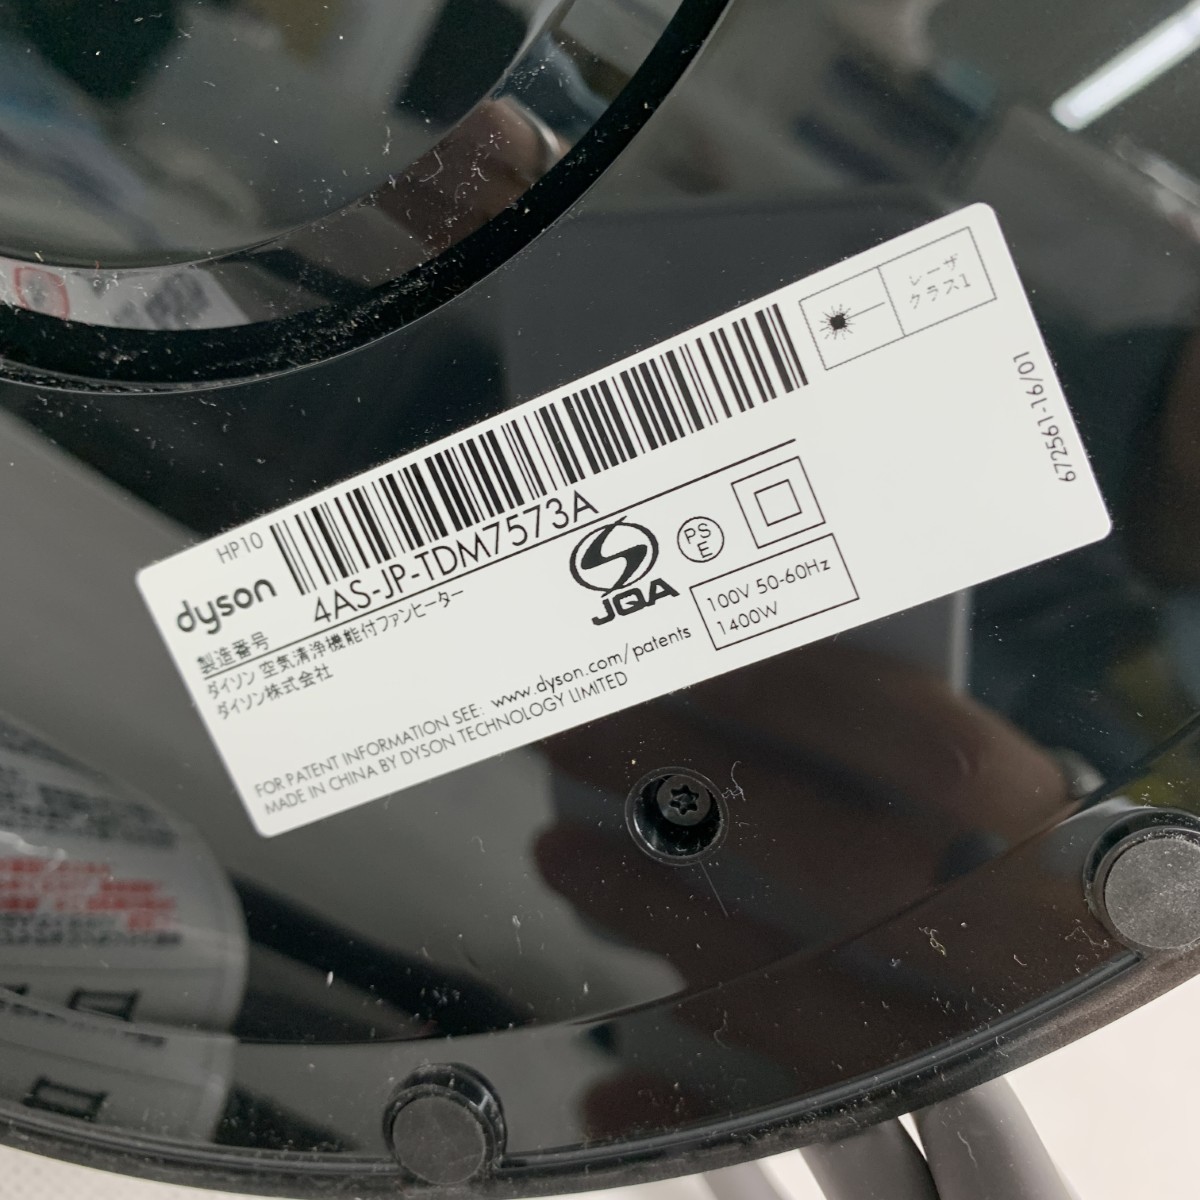 HP10
dyson
製造番号
4AS-JP-TDM7573A
ダイソン 空気清浄機能付ファンヒーター
ダイソン株式会社
レーザ
クラス1
672561-16/01
JQA
PS
E
100V 50-60Hz
1400W
FOR PATENT INFORMATION SEE: www.dyson.com/patents
MADE IN CHINA BY DYSON TECHNOLOGY LIMITED